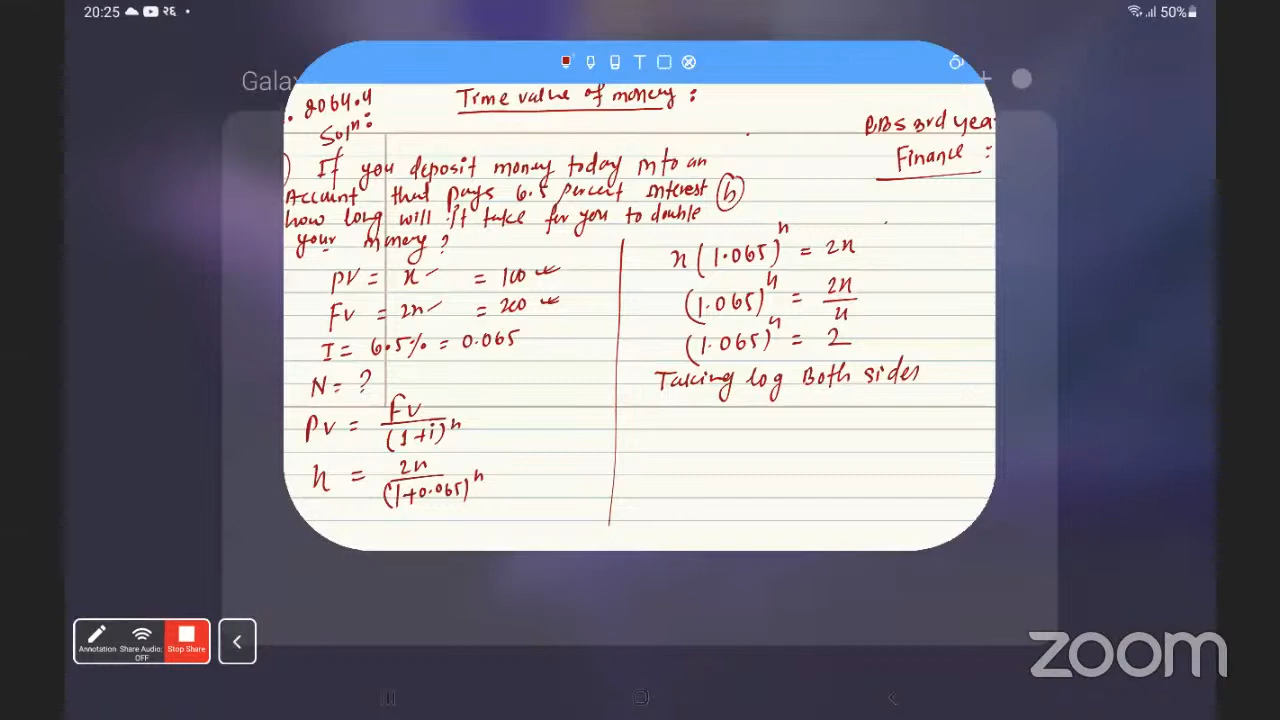 20:25 २६ • 50%
Galax
. 2064.4
Time value of money :
Solⁿ:
BBS 3rd yea
Finance :
) If you deposit money today into an
Account that pays 6.5 percent interest
how long will it take for you to double
your money ?
PV = x = 100
FV = 2x = 200
I = 6.5% = 0.065
N = ?
PV = FV/(1+i)ⁿ
x = 2x/(1+0.065)ⁿ
(b)
x(1.065)ⁿ = 2x
(1.065)ⁿ = 2x/x
(1.065)ⁿ = 2
Taking log Both sides
T
Annotation Share Audio: OFF Stop Share
zoom